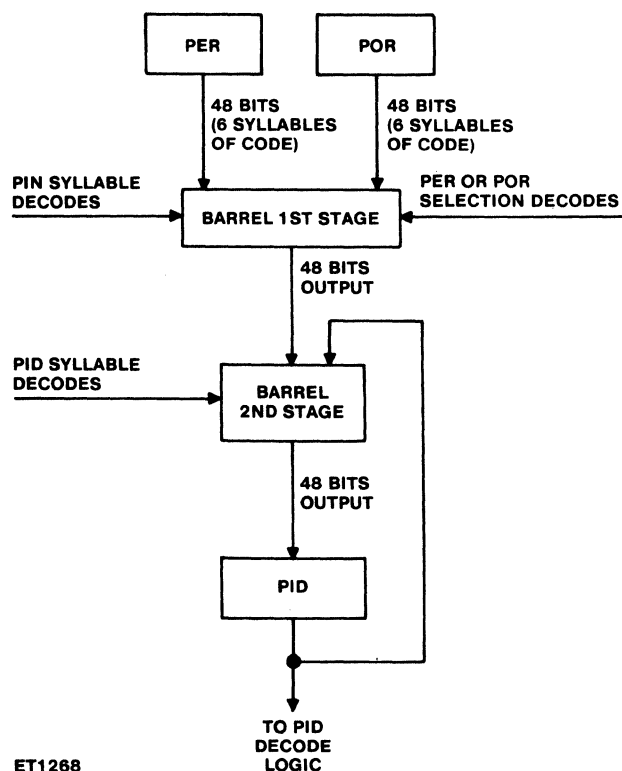 PER
POR
48 BITS
(6 SYLLABLES
OF CODE)
48 BITS
(6 SYLLABLES
OF CODE)
PIN SYLLABLE
DECODES
BARREL 1ST STAGE
PER OR POR
SELECTION DECODES
48 BITS
OUTPUT
PID SYLLABLE
DECODES
BARREL
2ND STAGE
48 BITS
OUTPUT
PID
TO PID
DECODE
LOGIC
ET1268